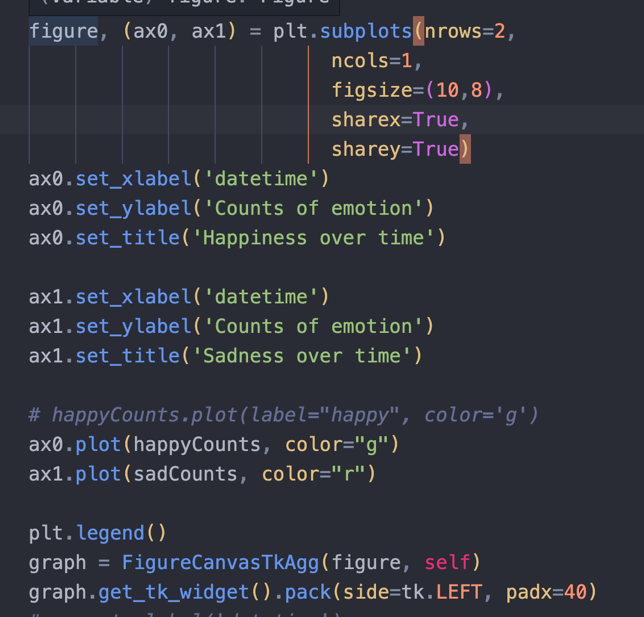 figure, (ax0, ax1) = plt.subplots(nrows=2,
ncols=1,
figsize=(10,8),
sharex=True,
sharey=True)
ax0.set_xlabel('datetime')
ax0.set_ylabel('Counts of emotion')
ax0.set_title('Happiness over time')
ax1.set_xlabel('datetime')
ax1.set_ylabel('Counts of emotion')
ax1.set_title('Sadness over time')
# happyCounts.plot(label="happy", color='g')
ax0.plot(happyCounts, color="g")
ax1.plot(sadCounts, color="r")
plt.legend()
graph = FigureCanvasTkAgg(figure, self)
graph.get_tk_widget().pack(side=tk.LEFT, padx=40)